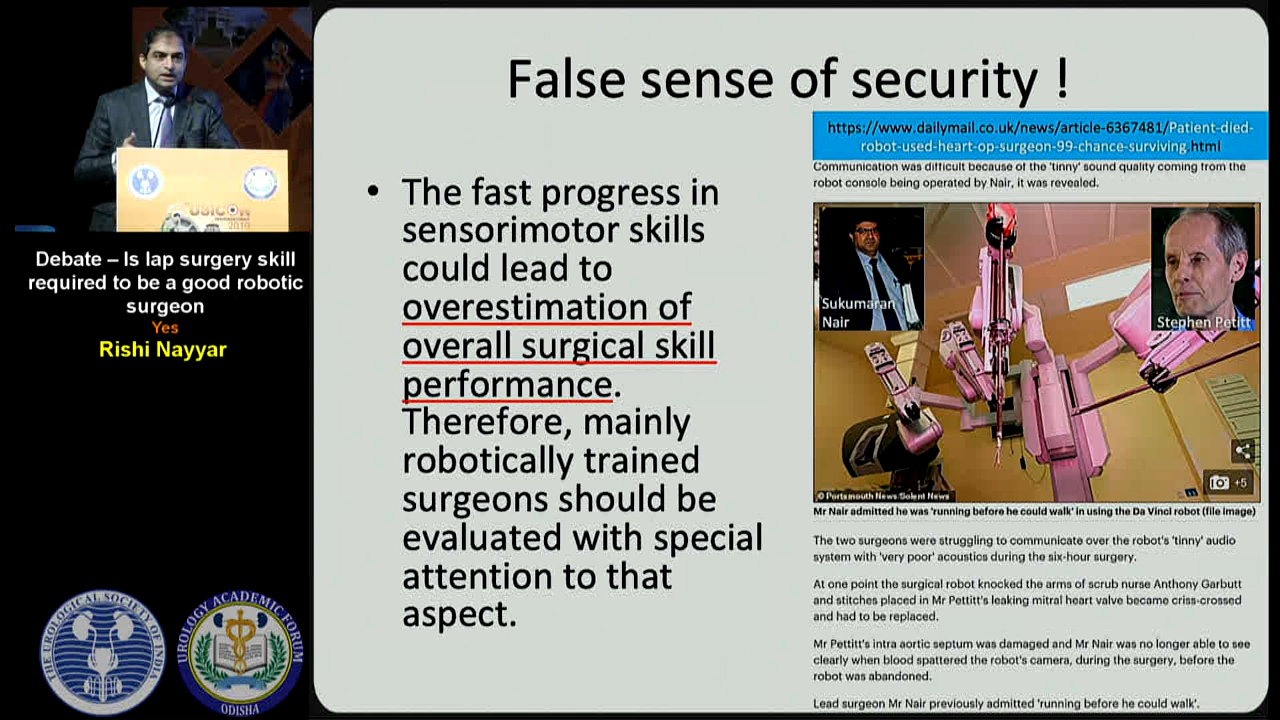 False sense of security !
• The fast progress in
sensorimotor skills
could lead to
overestimation of
overall surgical skill
performance.
Therefore, mainly
robotically trained
surgeons should be
evaluated with special
attention to that
aspect.
https://www.dailymail.co.uk/news/article-6367481/Patient-died-
robot-used-heart-op-surgeon-99-chance-surviving.html
Communication was difficult because of the 'tinny' sound quality coming from the
robot console being operated by Nair, it was revealed.
Sukumaran
Nair
Stephen Petitt
+5
© Portsmouth News/Solent News
Mr Nair admitted he was 'running before he could walk' in using the Da Vinci robot (file image)
The two surgeons were struggling to communicate over the robot's 'tinny' audio
system with 'very poor' acoustics during the six-hour surgery.
At one point the surgical robot knocked the arms of scrub nurse Anthony Garbutt
and stitches placed in Mr Pettitt's leaking mitral heart valve became criss-crossed
and had to be replaced.
Mr Pettitt's intra aortic septum was damaged and Mr Nair was no longer able to see
clearly when blood spattered the robot's camera, during the surgery, before the
robot was abandoned.
Lead surgeon Mr Nair previously admitted 'running before he could walk'.
USICON
2019
Debate – Is lap surgery skill
required to be a good robotic
surgeon
Yes
Rishi Nayyar
THE UROLOGICAL SOCIETY OF INDIA
UROLOGY ACADEMIC FORUM
ODISHA